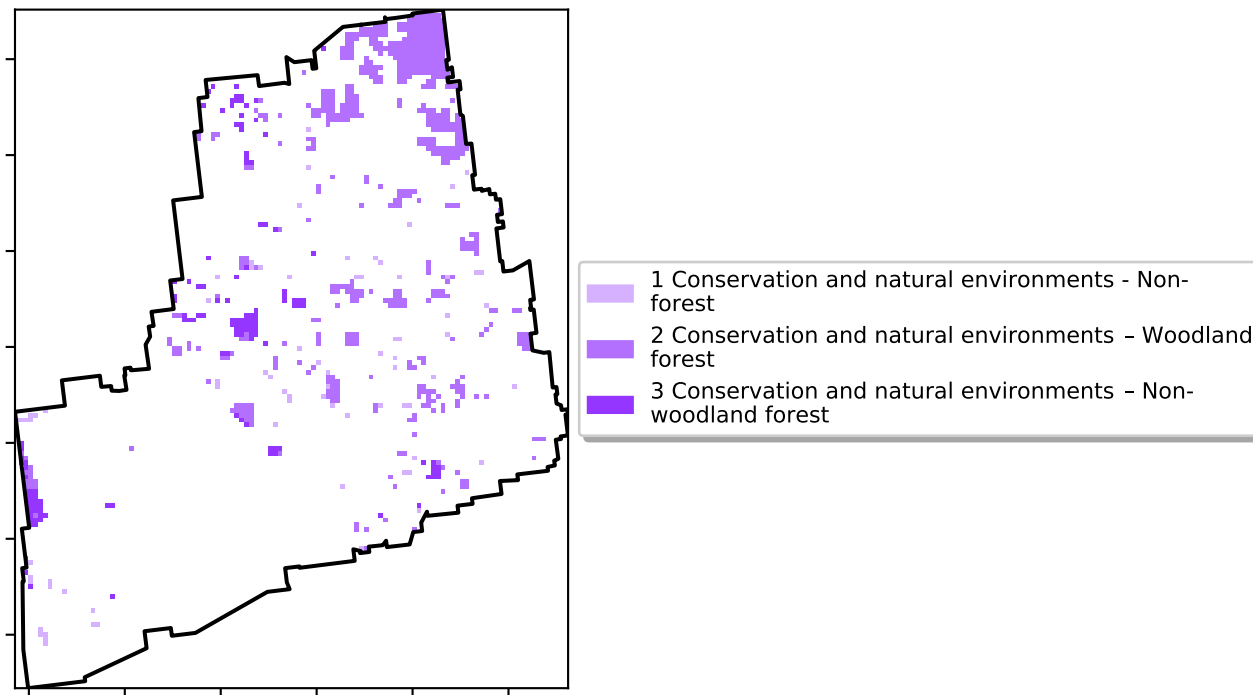 1 Conservation and natural environments - Non-
forest
2 Conservation and natural environments – Woodland
forest
3 Conservation and natural environments – Non-
woodland forest